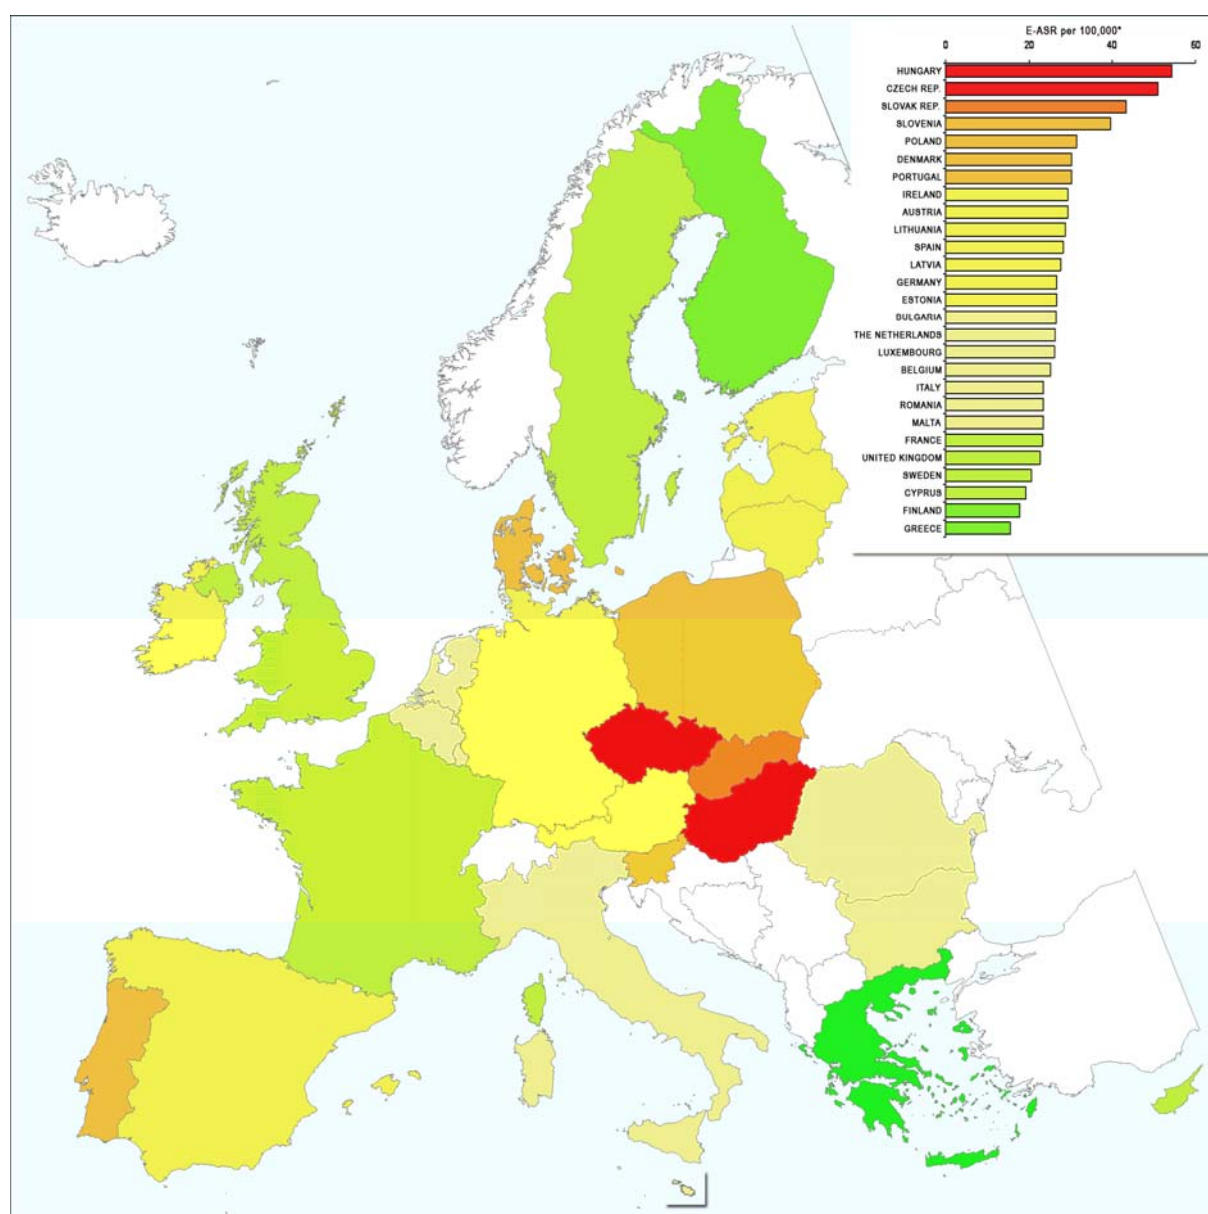 E-ASR per 100,000*
0 20 40 60
HUNGARY
CZECH REP.
SLOVAK REP.
SLOVENIA
POLAND
DENMARK
PORTUGAL
IRELAND
AUSTRIA
LITHUANIA
SPAIN
LATVIA
GERMANY
ESTONIA
BULGARIA
THE NETHERLANDS
LUXEMBOURG
BELGIUM
ITALY
ROMANIA
MALTA
FRANCE
UNITED KINGDOM
SWEDEN
CYPRUS
FINLAND
GREECE